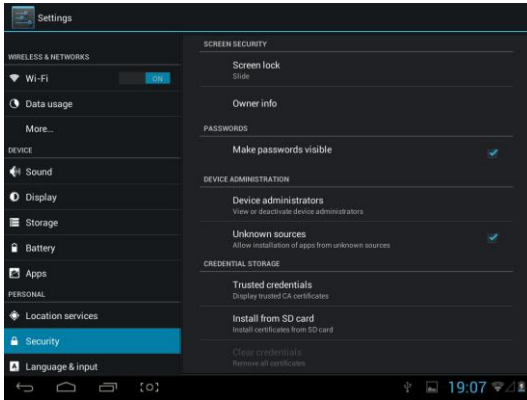 Settings
WIRELESS & NETWORKS
Wi-Fi
ON
Data usage
More...
DEVICE
Sound
Display
Storage
Battery
Apps
PERSONAL
Location services
Security
Language & input
SCREEN SECURITY
Screen lock
Slide
Owner info
PASSWORDS
Make passwords visible
DEVICE ADMINISTRATION
Device administrators
View or deactivate device administrators
Unknown sources
Allow installation of apps from unknown sources
CREDENTIAL STORAGE
Trusted credentials
Display trusted CA certificates
Install from SD card
Install certificates from SD card
Clear credentials
Remove all certificates
19:07